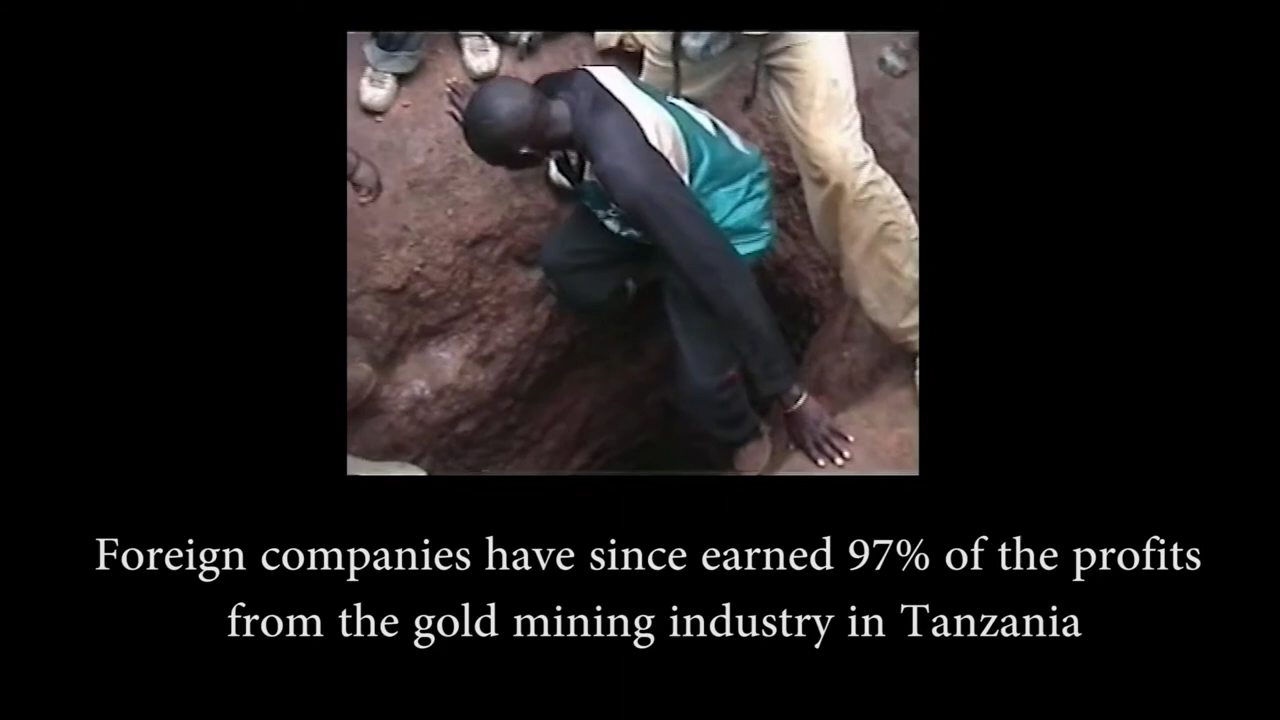 Foreign companies have since earned 97% of the profits
from the gold mining industry in Tanzania